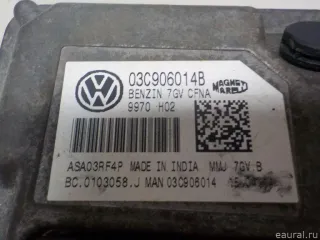 03C906014B
BENZIN 7GV CFNA
9970 H02
MAGNETI
MARELLI
ASA03RF4P MADE IN INDIA MMJ 7GV.B
BC.0103058.J MAN 03C906014
eaural.ru